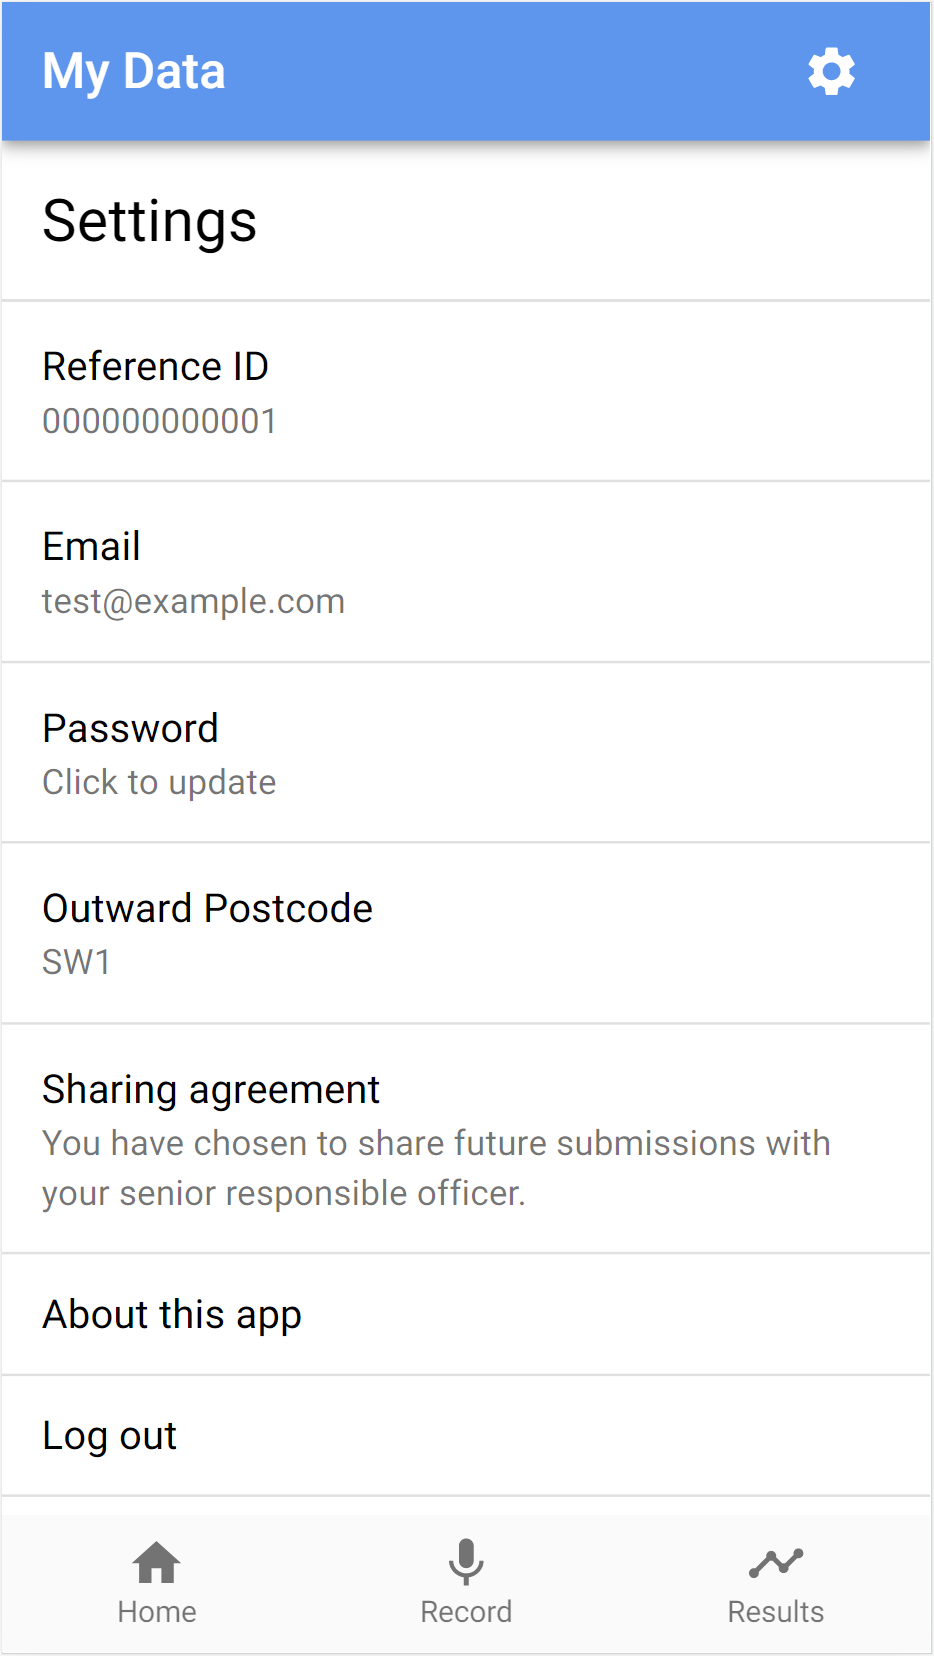 My Data
Settings
Reference ID
000000000001
Email
test@example.com
Password
Click to update
Outward Postcode
SW1
Sharing agreement
You have chosen to share future submissions with
your senior responsible officer.
About this app
Log out
Home
Record
Results